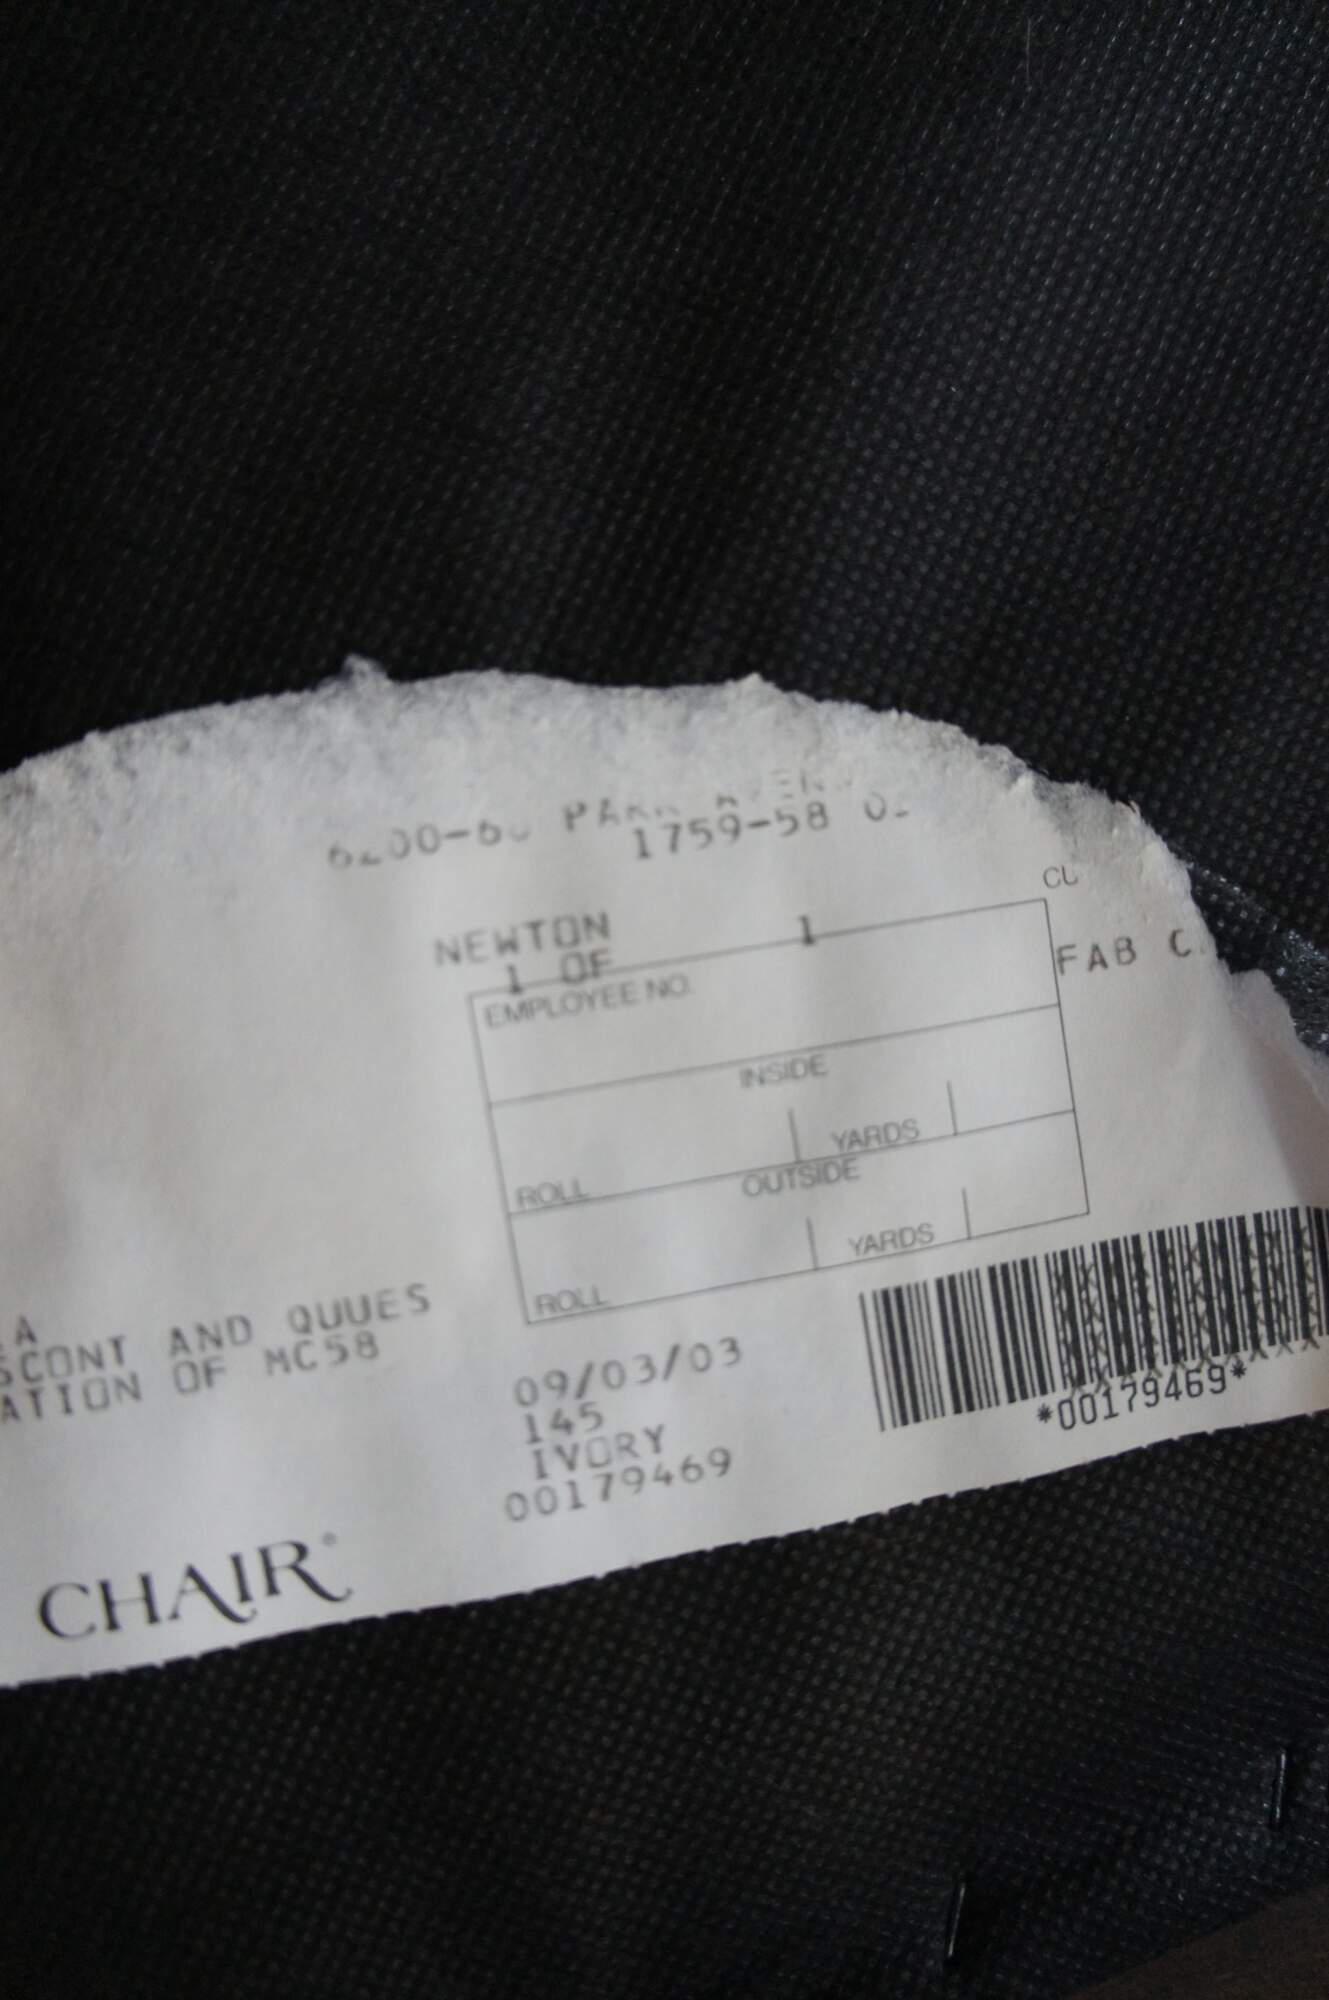 1759-58
CU
NEWTON
1 OF 1
FAB C
EMPLOYEE NO.
INSIDE
ROLL YARDS
OUTSIDE
ROLL YARDS
A
SCONT AND QUUES
ATION OF MC58
09/03/03
145
IVORY
00179469
*00179469*
CHAIR®